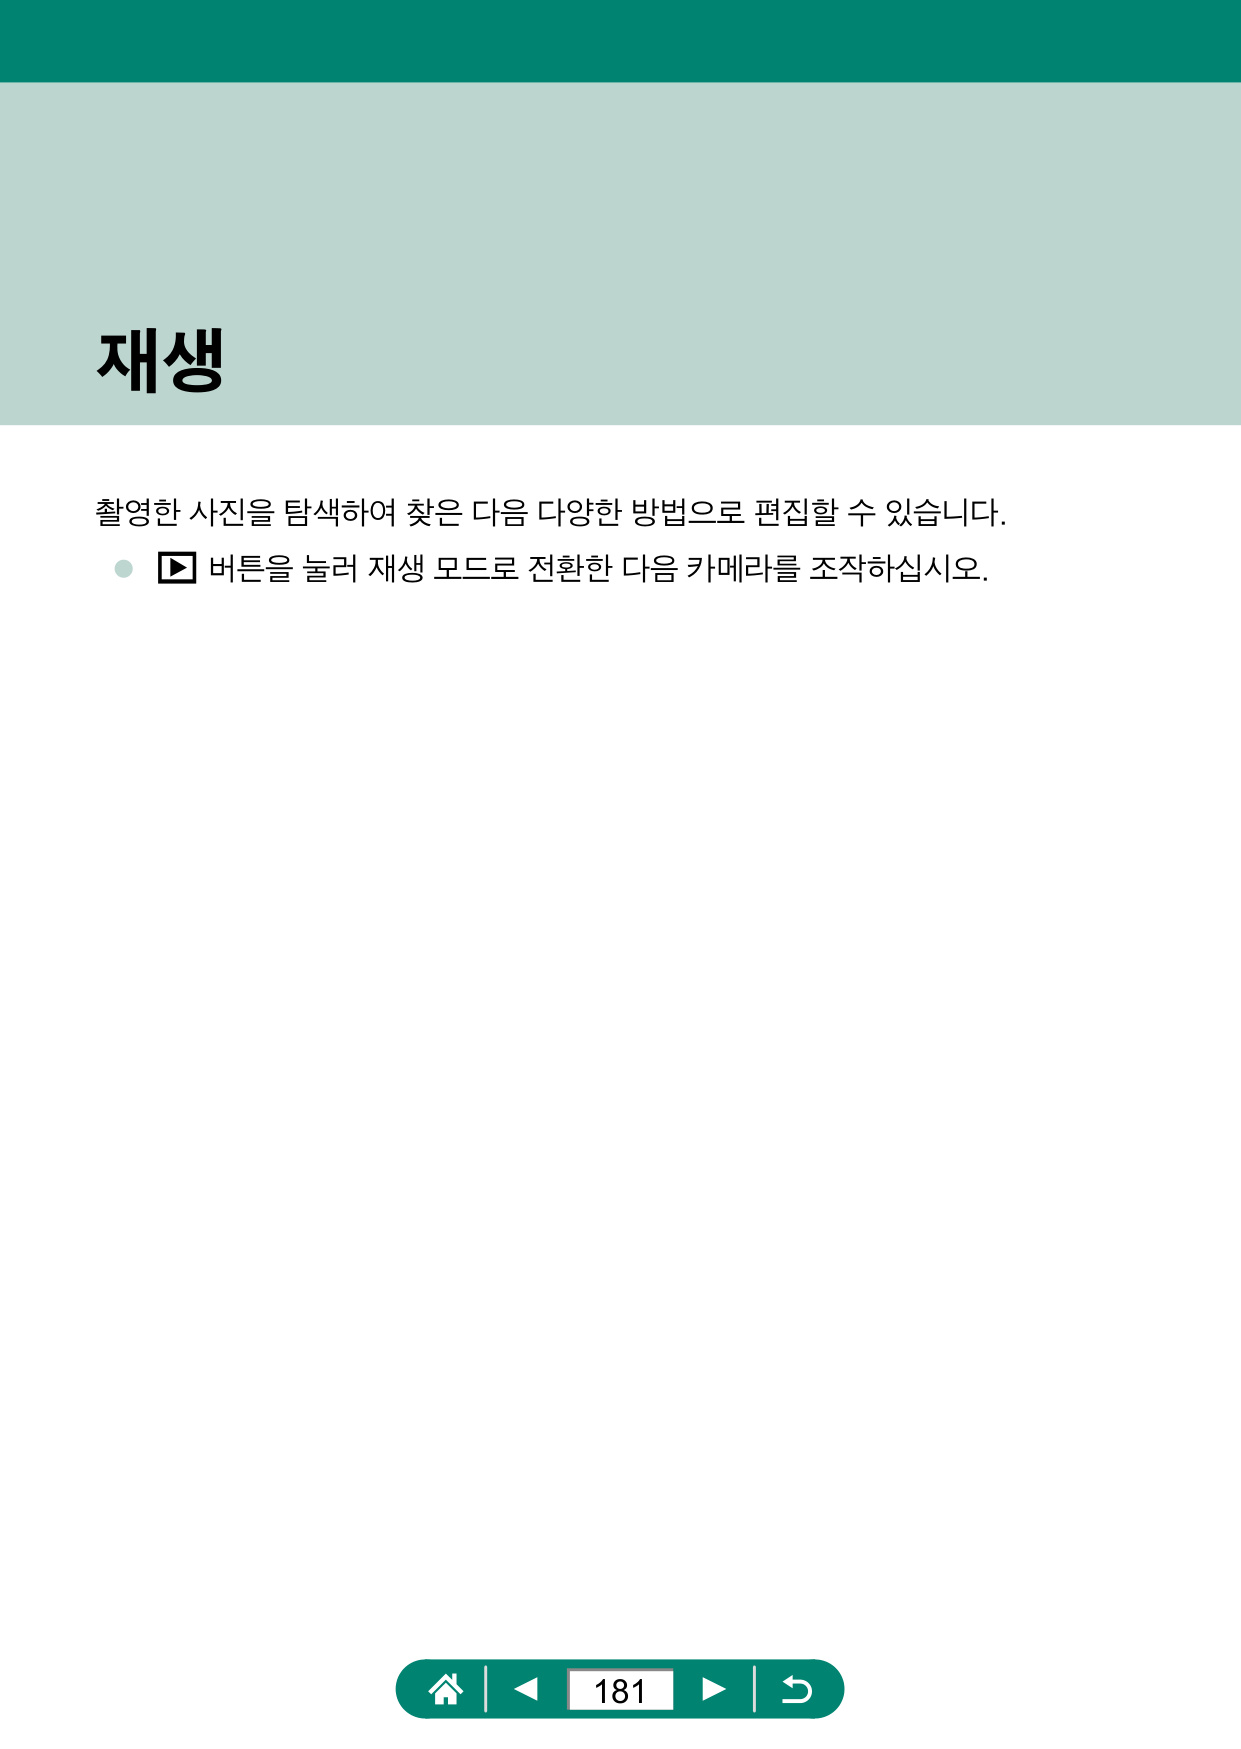 재생
촬영한 사진을 탐색하여 찾은 다음 다양한 방법으로 편집할 수 있습니다.
버튼을 눌러 재생 모드로 전환한 다음 카메라를 조작하십시오.
181